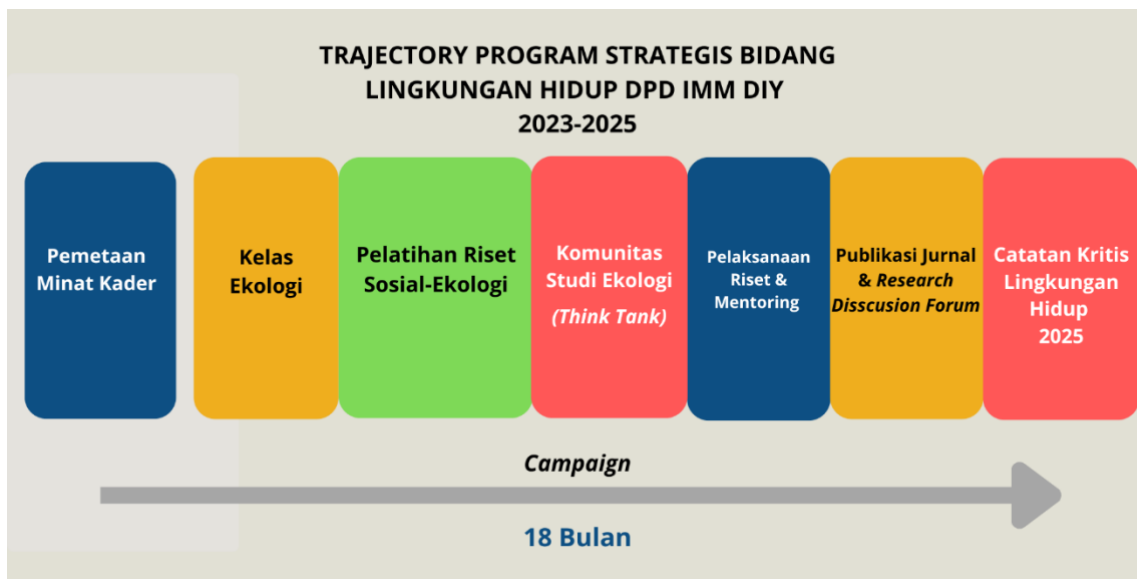 TRAJECTORY PROGRAM STRATEGIS BIDANG
LINGKUNGAN HIDUP DPD IMM DIY
2023-2025
Pemetaan
Minat Kader
Kelas
Ekologi
Pelatihan Riset
Sosial-Ekologi
Komunitas
Studi Ekologi
(Think Tank)
Pelaksanaan
Riset &
Mentoring
Publikasi Jurnal
& Research
Disscusion Forum
Catatan Kritis
Lingkungan
Hidup
2025
Campaign
18 Bulan